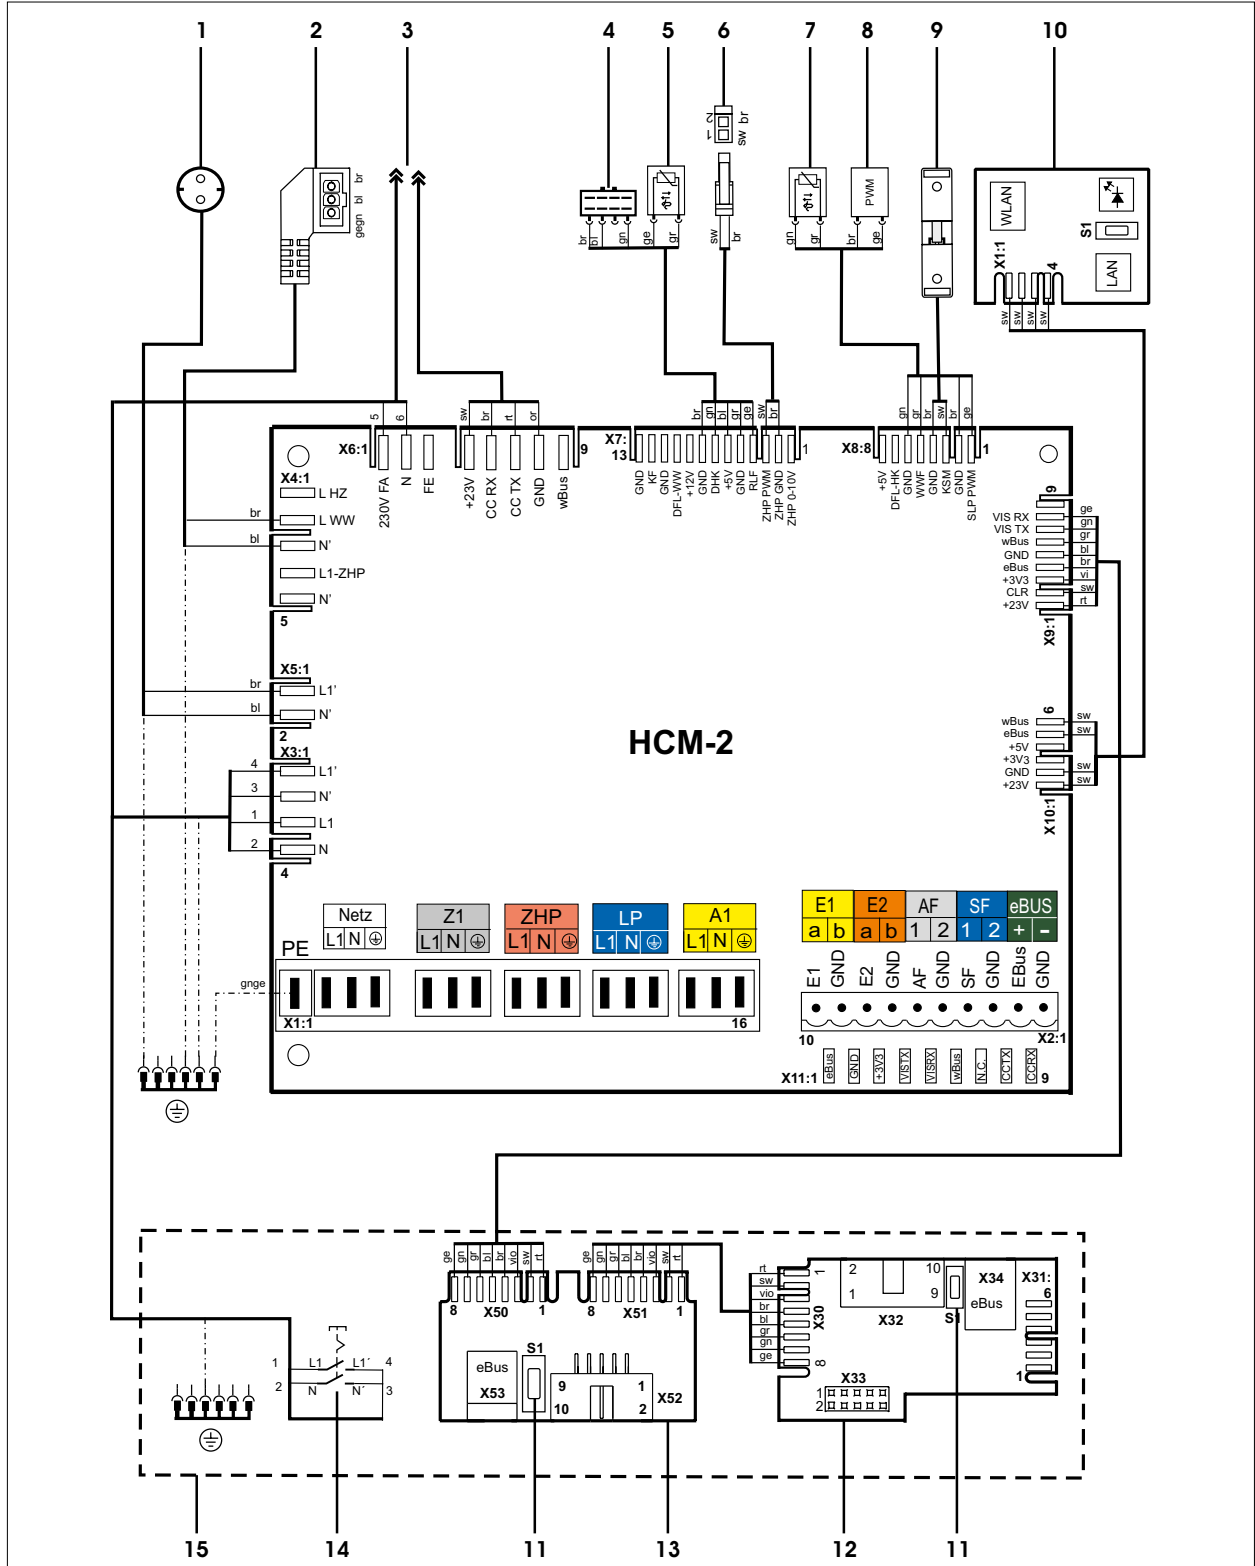 1 2 3 4 5 6 7 8 9 10
gegn bl br
2 1
sw br
PWM
WLAN
S1
LAN
X1:1 4
br bl gn ge gr
sw br
gn gr br ge
sw sw sw sw
5 6
sw br rt or
br gn bl gr ge sw br
gn gr br sw br ge
X6:1 9
X7:
13 1
X8:8 1
230V FA N FE
+23V CC RX CC TX GND wBus
GND KF GND DFL-WW +12V GND DHK +5V GND RLF ZHP PWM ZHP GND ZHP 0-10V
+5V DFL-HK GND WWF GND KSM GND SLP PWM
X4:1
L HZ
br L WW
bl N'
L1-ZHP
N'
5
9
VIS RX ge
VIS TX gn
wBus gr
GND bl
eBus br
+3V3 vi
CLR sw
+23V rt
X9:1
X5:1
br L1'
bl N'
2
X3:1
4 L1'
3 N'
1 L1
2 N
4
HCM-2
6
wBus sw
eBus sw
+5V
+3V3
GND sw
+23V sw
X10:1
Netz Z1 ZHP LP A1
L1 N L1 N L1 N L1 N L1 N
PE
gnge
X1:1 16
E1 E2 AF SF eBUS
a b a b 1 2 1 2 + -
E1 GND E2 GND AF GND SF GND EBus GND
10 X2:1
X11:1 eBus GND +3V3 VISTX VISRX wBus N.C. CCTX CCRX 9
ge gn gr bl br vio sw rt
ge gn gr bl br vio sw rt
8 X50 1
8 X51 1
eBus
X53
S1
9 1
10 2
X52
rt
sw
vio
br
bl
gr
gn
ge
1
X30
8
2 10
1 9
X32
S1
X34
eBus
X31:
6
1
X33
1
2
1 L1 L1´ 4
2 N N´ 3
15 14 11 13 12 11